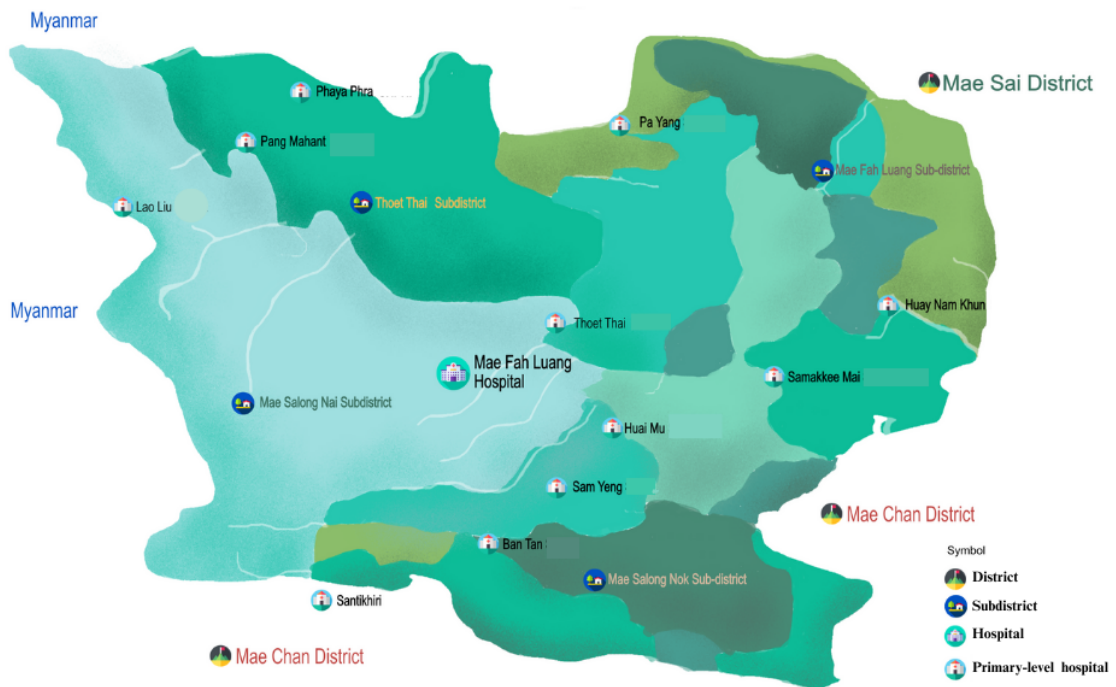 Myanmar
Mae Sai District
Phaya Phra
Pa Yang
Pang Mahant
Mae Fah Luang Sub-district
Lao Liu
Thoet Thai Subdistrict
Myanmar
Huay Nam Khun
Thoet Thai
Mae Fah Luang
Hospital
Samakkee Mai
Mae Salong Nai Subdistrict
Huai Mu
Sam Yeng
Mae Chan District
Ban Tan
Mae Salong Nok Sub-district
Santikhiri
Mae Chan District
Symbol
District
Subdistrict
Hospital
Primary-level hospital